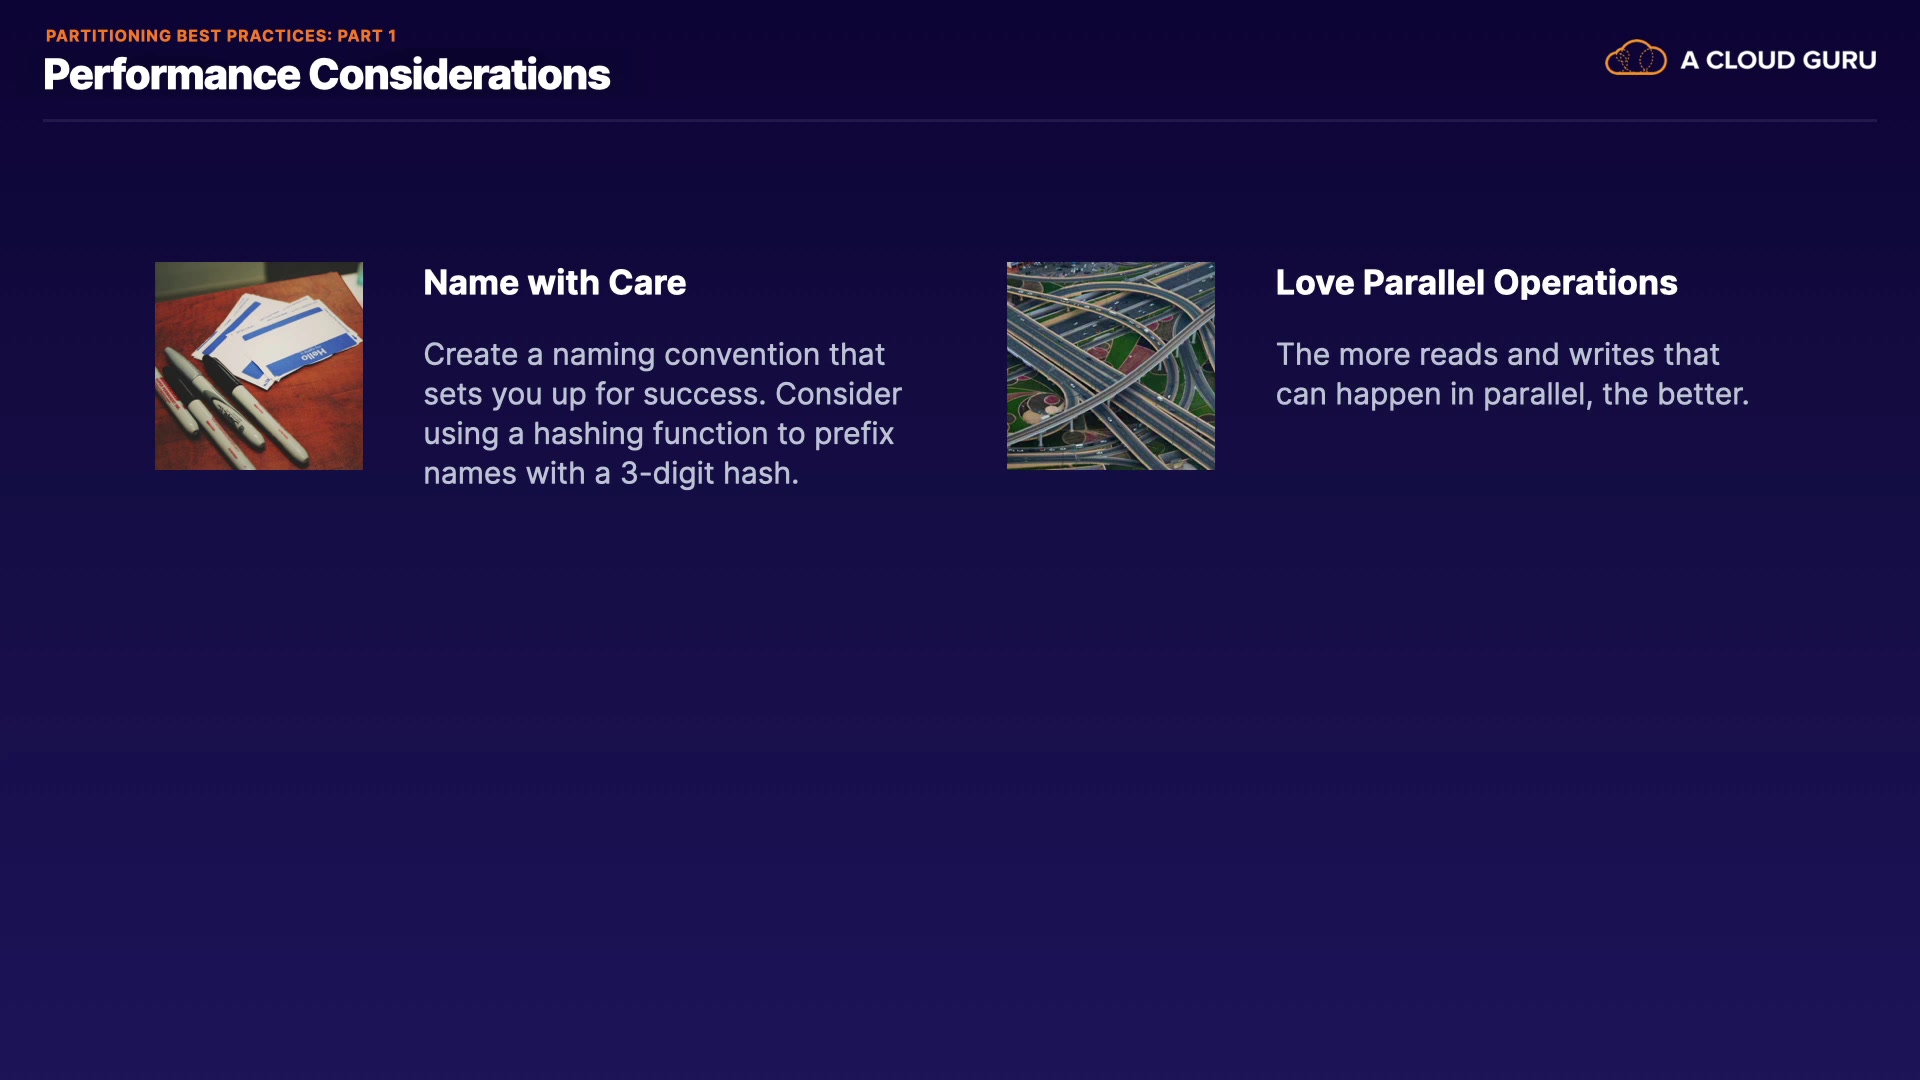 PARTITIONING BEST PRACTICES: PART 1
Performance Considerations
A CLOUD GURU
Name with Care
Create a naming convention that
sets you up for success. Consider
using a hashing function to prefix
names with a 3-digit hash.
Hello
Love Parallel Operations
The more reads and writes that
can happen in parallel, the better.